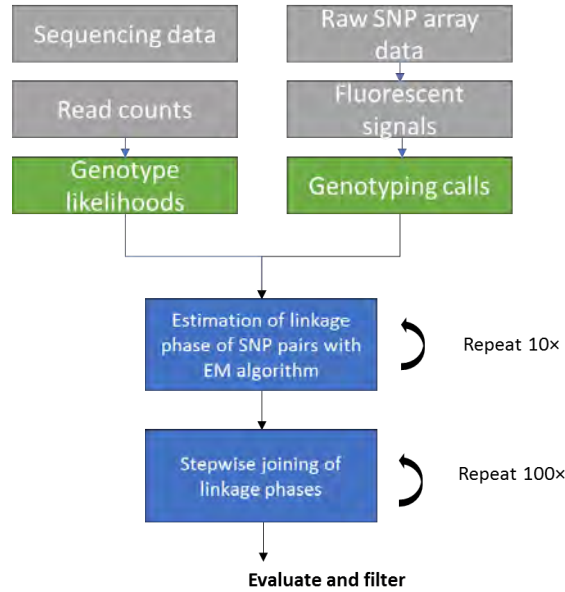 Sequencing data
Raw SNP array
data
Read counts
Fluorescent
signals
Genotype
likelihoods
Genotyping calls
Estimation of linkage
phase of SNP pairs with
EM algorithm
Repeat 10×
Stepwise joining of
linkage phases
Repeat 100×
Evaluate and filter